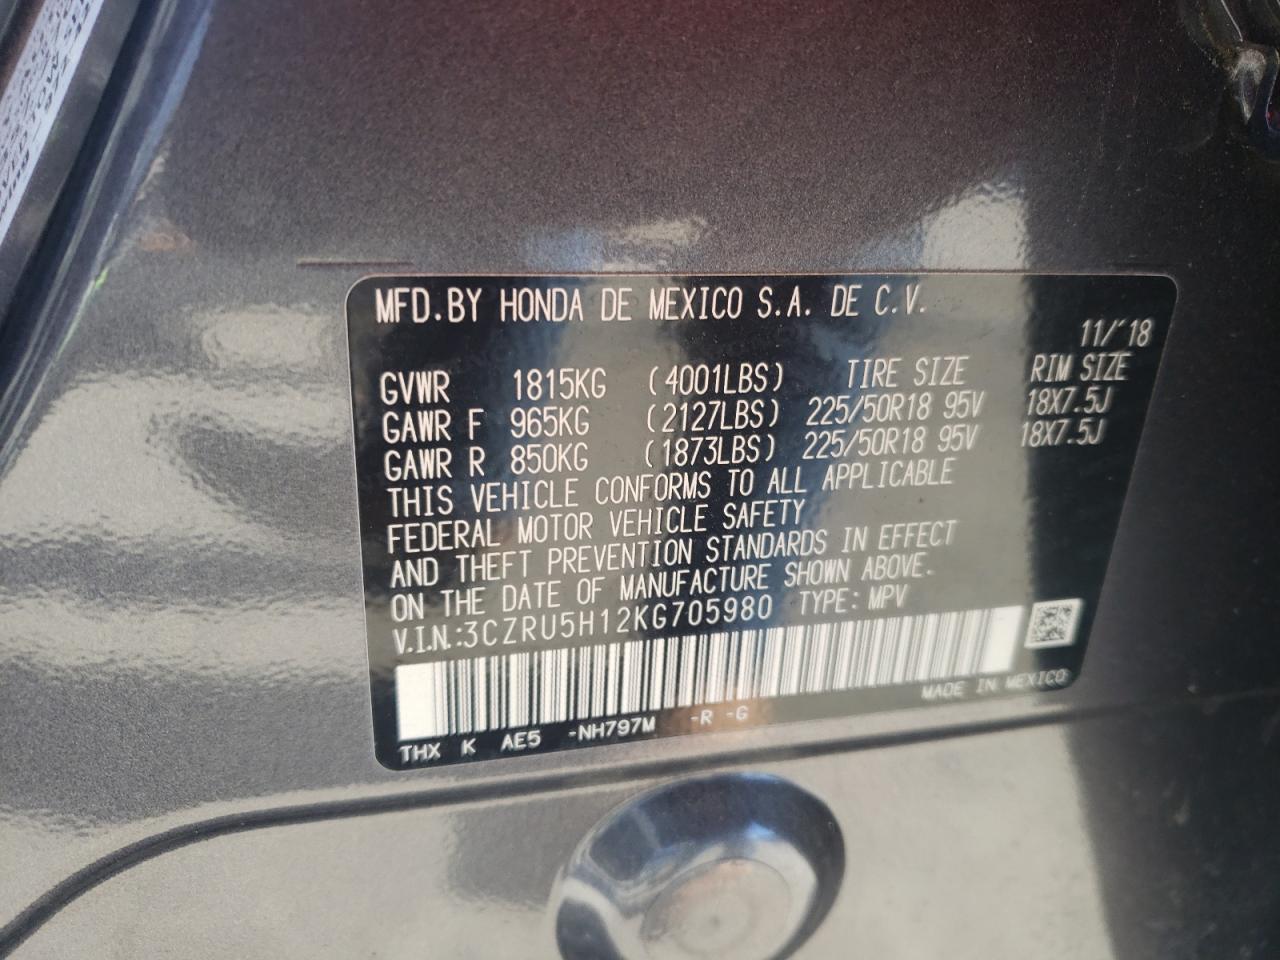 MFD.BY HONDA DE MEXICO S.A. DE C.V.
11/'18
GVWR 1815KG (4001LBS) TIRE SIZE RIM SIZE
GAWR F 965KG (2127LBS) 225/50R18 95V 18X7.5J
GAWR R 850KG (1873LBS) 225/50R18 95V 18X7.5J
THIS VEHICLE CONFORMS TO ALL APPLICABLE
FEDERAL MOTOR VEHICLE SAFETY
AND THEFT PREVENTION STANDARDS IN EFFECT
ON THE DATE OF MANUFACTURE SHOWN ABOVE.
V.I.N.:3CZRU5H12KG705980 TYPE: MPV
MADE IN MEXICO
THX K AE5 -NH797M -R -G